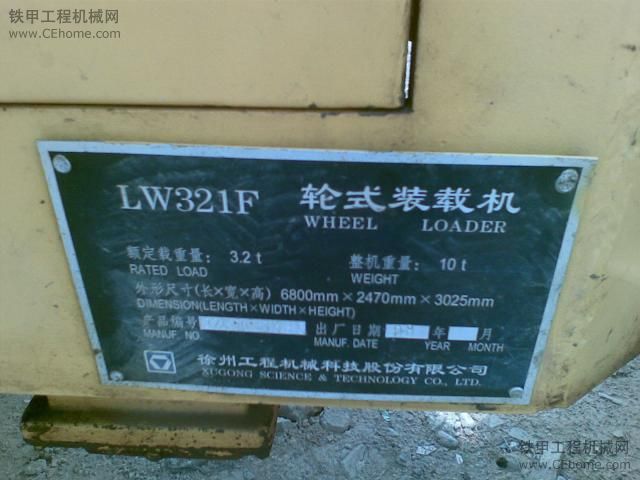 铁甲工程机械网
www.CEhome.com
LW321F 轮式装载机
WHEEL LOADER
额定载重量: 3.2 t 整机重量: 10 t
RATED LOAD WEIGHT
外形尺寸(长×宽×高) 6800mm×2470mm×3025mm
DIMENSION(LENGTH×WIDTH×HEIGHT)
产品编号 出厂日期 年 月
MANUF. NO. MANUF. DATE YEAR MONTH
徐州工程机械科技股份有限公司
XUGONG SCIENCE & TECHNOLOGY CO., LTD.
铁甲工程机械网
www.CEhome.com